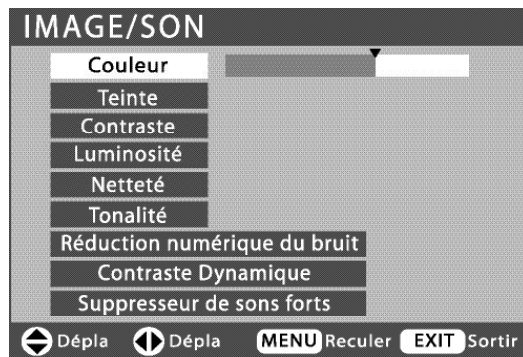 IMAGE/SON
Couleur
Teinte
Contraste
Luminosité
Netteté
Tonalité
Réduction numérique du bruit
Contraste Dynamique
Suppresseur de sons forts
Dépla Dépla MENU Reculer EXIT Sortir